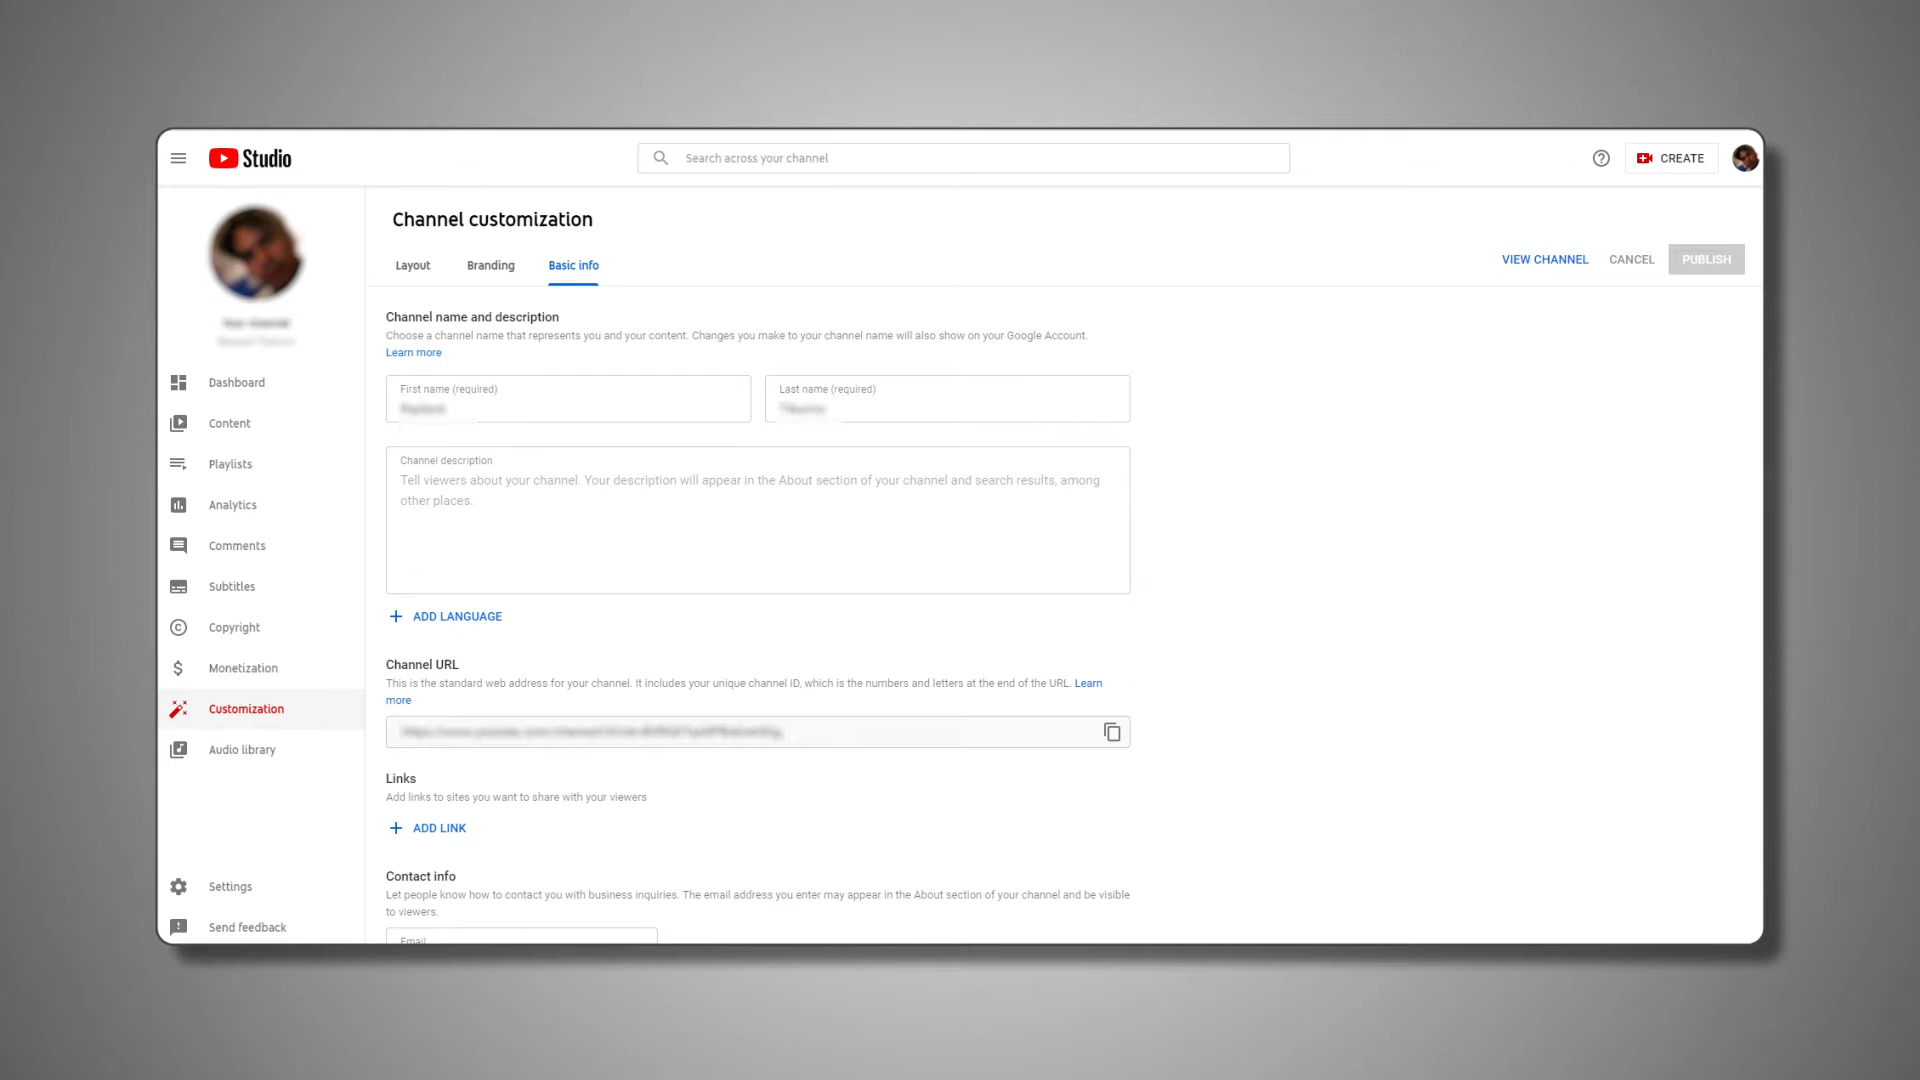 Studio
Search across your channel
CREATE
Channel customization
Layout
Branding
Basic info
VIEW CHANNEL
CANCEL
PUBLISH
Channel name and description
Choose a channel name that represents you and your content. Changes you make to your channel name will also show on your Google Account.
Learn more
First name (required)
Last name (required)
Channel description
Tell viewers about your channel. Your description will appear in the About section of your channel and search results, among
other places.
ADD LANGUAGE
Channel URL
This is the standard web address for your channel. It includes your unique channel ID, which is the numbers and letters at the end of the URL. Learn
more
Links
Add links to sites you want to share with your viewers
ADD LINK
Contact info
Let people know how to contact you with business inquiries. The email address you enter may appear in the About section of your channel and be visible
to viewers.
Email
Dashboard
Content
Playlists
Analytics
Comments
Subtitles
Copyright
Monetization
Customization
Audio library
Settings
Send feedback